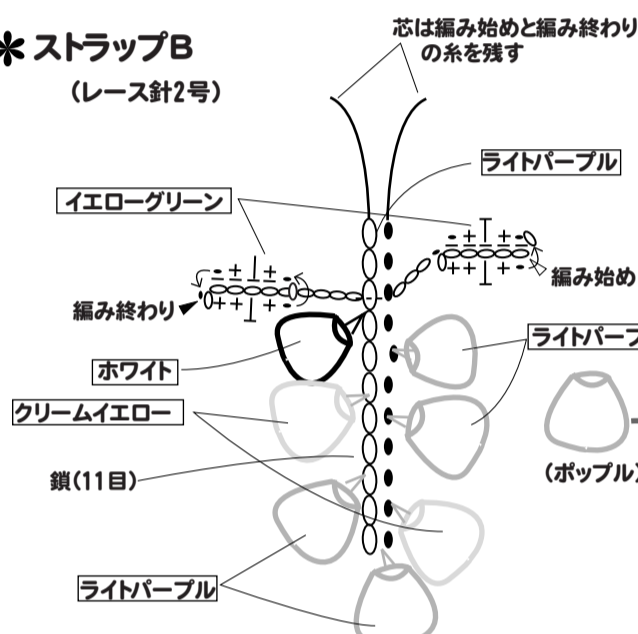 ✽ ストラップB
(レース針2号)
芯は編み始めと編み終わり
の糸を残す
ライトパープル
イエローグリーン
編み始め
編み終わり
ライトパープ
ホワイト
クリームイエロー
(ポップル)
鎖(11目)
ライトパープル